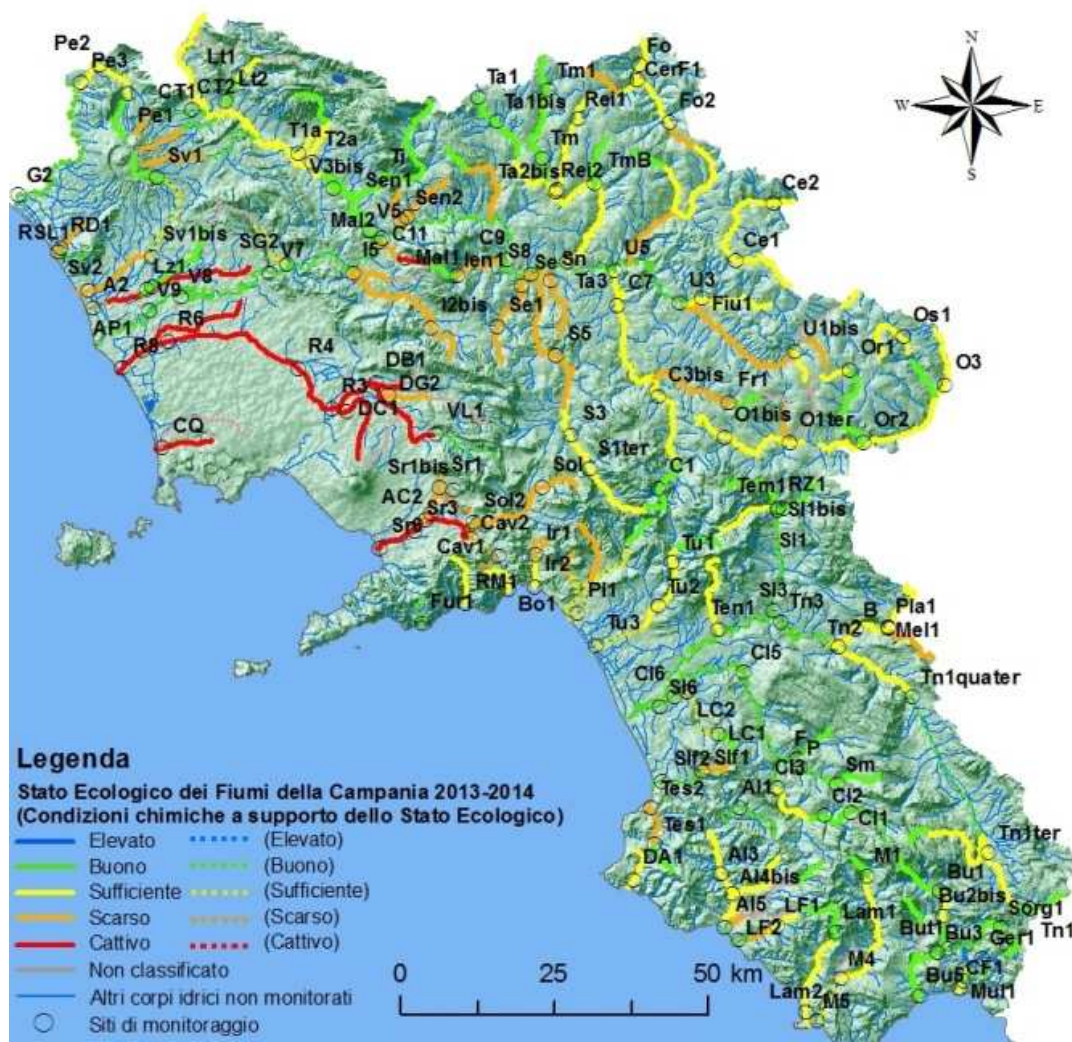 Pe2
Pe3
Lt1
CT1
CT2
Lt2
Pe1
Sv1
T1a
T2a
V3bis
Ti
Ta1
Ta1bis
Tm1
Rei1
Tm
Ta2bis
Rei2
TmB
Fo
CerF1
Fo2
N
W
E
S
G2
RSL1
RD1
Sv2
Sv1bis
SG2
V7
Mal2
Sen1
Sen2
V5
C11
I5
Mal1
Ien1
C9
S8
Se
Sn
Se1
I2bis
Ta3
C7
U5
U3
Fiu1
Ce2
Ce1
A2
Lz1
V8
V9
AP1
R6
R8
R4
DB1
R3
DG2
DC1
VL1
CQ
S5
S3
S1ter
C3bis
Fr1
O1bis
O1ter
U1bis
Or1
Os1
O3
Or2
Sr1bis
Sr1
AC2
Sr3
Sol
Sol2
Cav2
Cav1
RM1
Fur1
Ir1
Ir2
Bo1
Pi1
C1
Tem1
RZ1
Sl1bis
Sl1
Tu1
Tu2
Tu3
Ten1
Sl3
Tn3
Tn2
B
Pla1
Mel1
Tn1quater
Cl5
Cl6
Sl6
LC2
LC1
Slf2
Slf1
F
P
Cl3
Sm
Cl2
Cl1
Al1
Tes2
Tes1
DA1
Al3
Al4bis
Al5
LF1
LF2
Lam1
Lam2
M1
M4
M5
Tn1ter
Bu1
Bu2bis
Sorg1
Tn1
But1
Bu3
Ger1
Bu5
CF1
Mul1
Legenda
Stato Ecologico dei Fiumi della Campania 2013-2014
(Condizioni chimiche a supporto dello Stato Ecologico)
Elevato (Elevato)
Buono (Buono)
Sufficiente (Sufficiente)
Scarso (Scarso)
Cattivo (Cattivo)
Non classificato
Altri corpi idrici non monitorati
Siti di monitoraggio
0 25 50 km